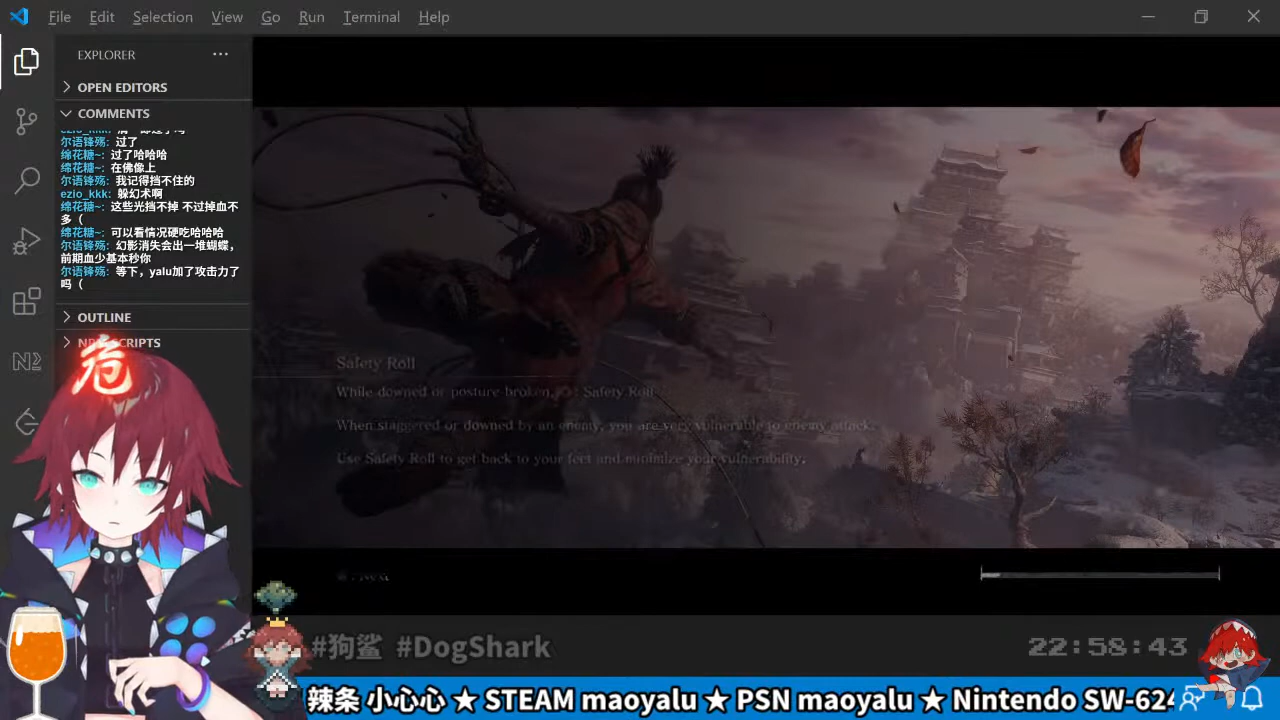 File Edit Selection View Go Run Terminal Help
EXPLORER
OPEN EDITORS
COMMENTS
尔语锋殇: 过了
绵花糖~: 过了哈哈哈
绵花糖~: 在佛像上
尔语锋殇: 我记得挡不住的
ezio_kkk: 躲幻术啊
绵花糖~: 这些光挡不掉 不过掉血不
多（
绵花糖~: 可以看情况硬吃哈哈哈
尔语锋殇: 幻影消失会出一堆蝴蝶，
前期血少基本秒你
尔语锋殇: 等下，yalu加了攻击力了
吗（
OUTLINE
NPM SCRIPTS
危
Safety Roll
While downed or posture broken, : Safety Roll
When staggered or downed by an enemy, you are very vulnerable to enemy attack.
Use Safety Roll to get back to your feet and minimize your vulnerability.
: Next
#狗鲨 #DogShark
22:58:43
辣条 小心心 ★ STEAM maoyalu ★ PSN maoyalu ★ Nintendo SW-624